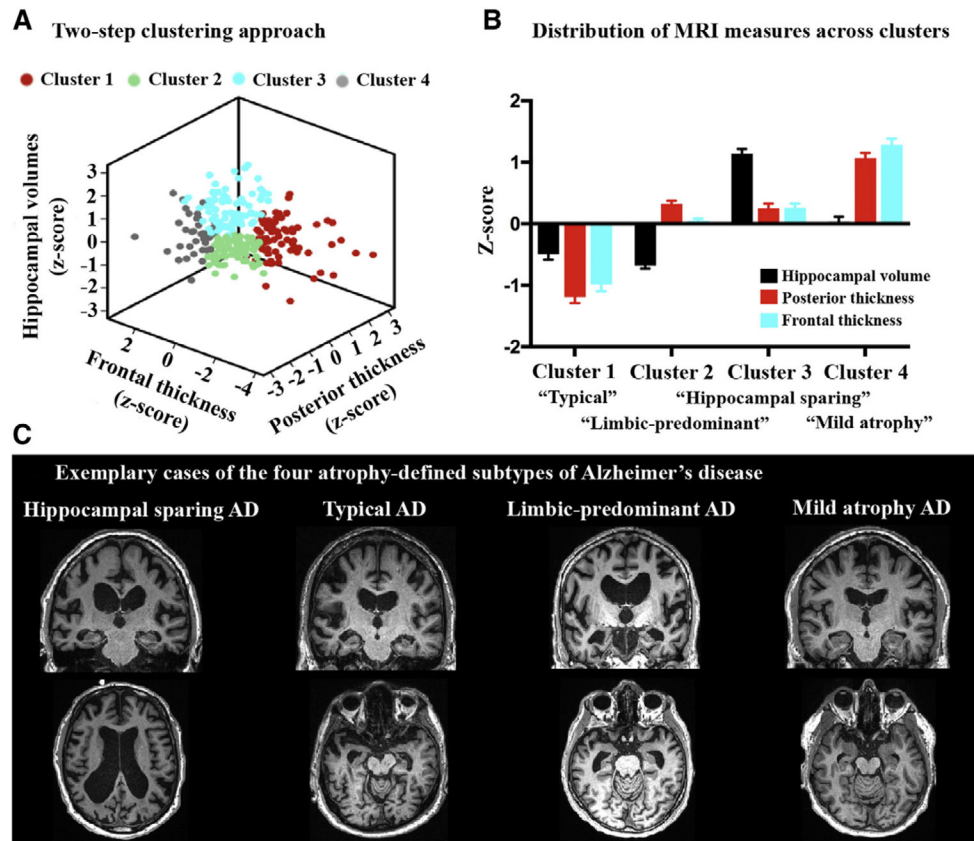 A
Two-step clustering approach
Cluster 1 Cluster 2 Cluster 3 Cluster 4
Hippocampal volumes
(z-score)
3
2
1
0
-1
-2
-3
2
0
-2
-4
Frontal thickness
(z-score)
-3
-2
-1
0
1
2
3
Posterior thickness
(z-score)
B
Distribution of MRI measures across clusters
Z-score
2
1
0
-1
-2
Hippocampal volume
Posterior thickness
Frontal thickness
Cluster 1 Cluster 2 Cluster 3 Cluster 4
“Typical” “Hippocampal sparing”
“Limbic-predominant” “Mild atrophy”
C
Exemplary cases of the four atrophy-defined subtypes of Alzheimer’s disease
Hippocampal sparing AD Typical AD Limbic-predominant AD Mild atrophy AD